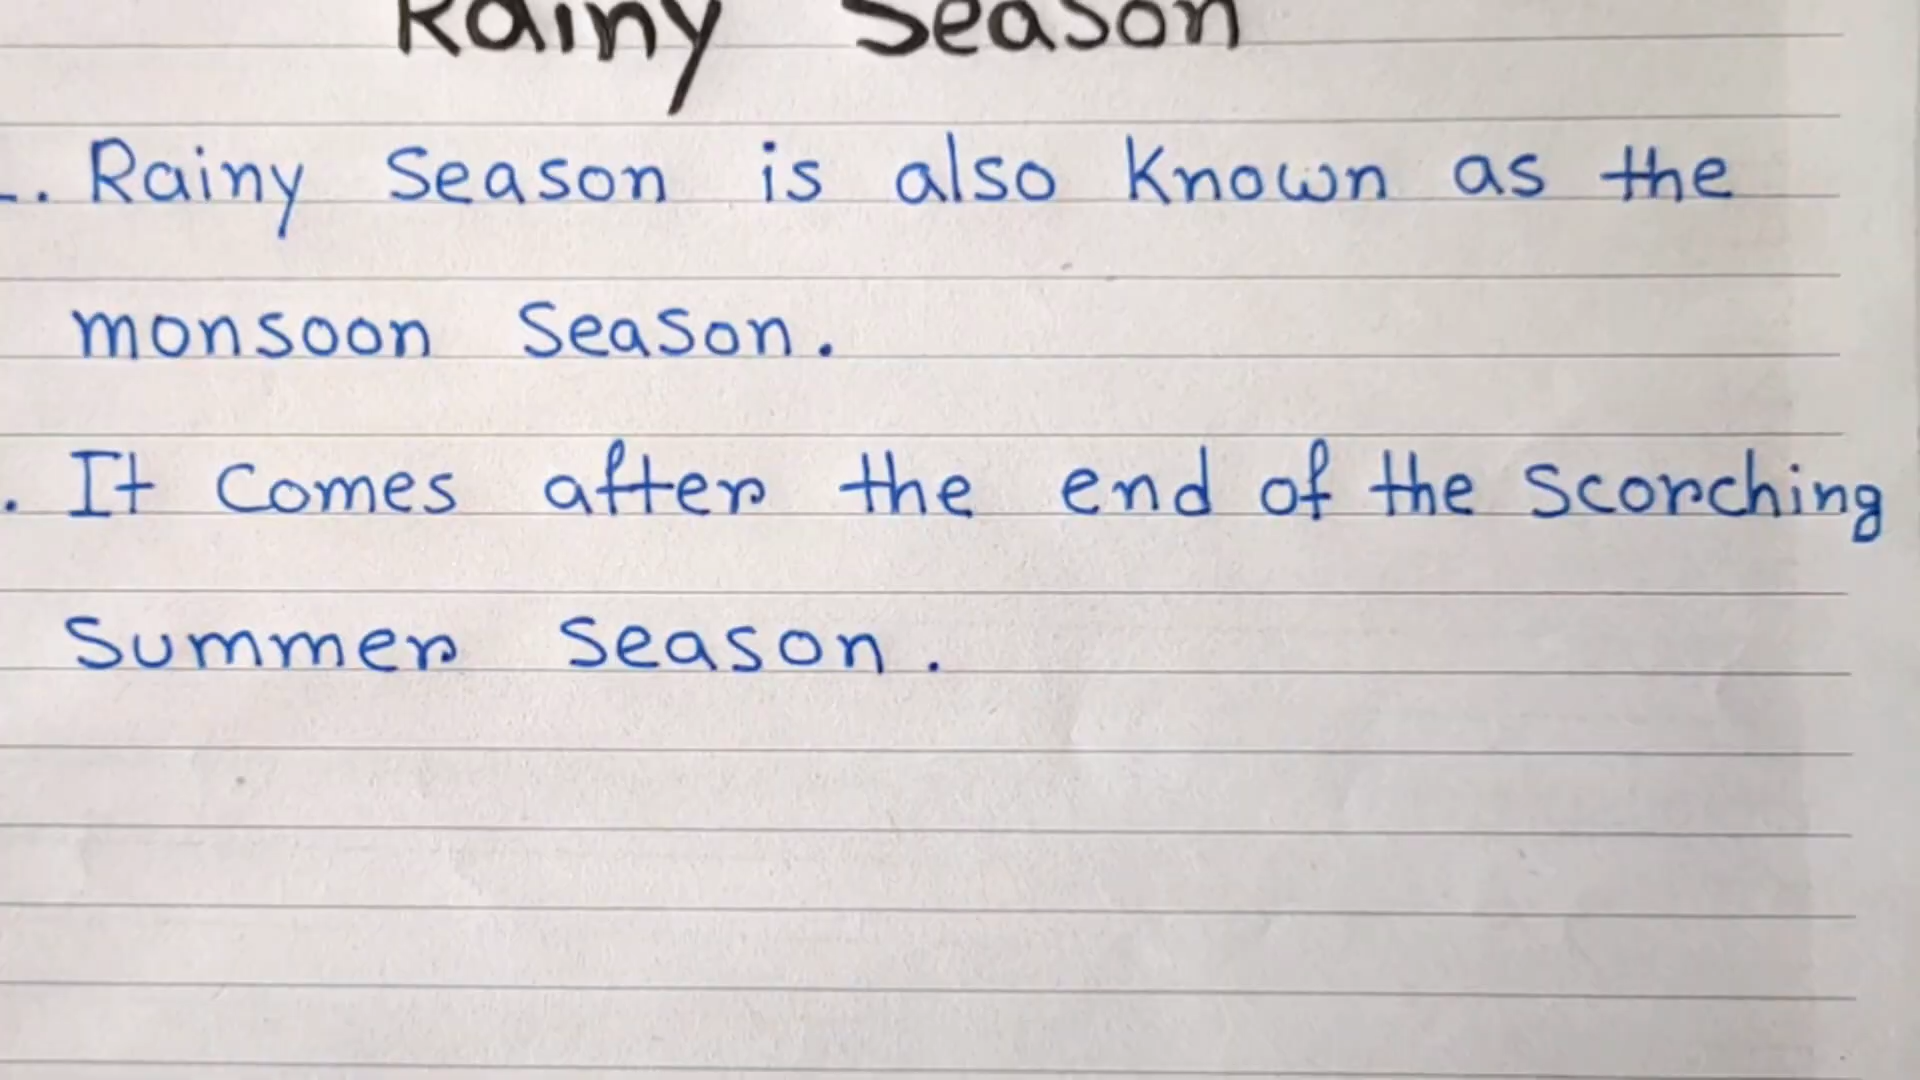 Rainy Season
. Rainy Season is also Known as the
monsoon Season.
. It Comes after the end of the Scorching
Summer Season.